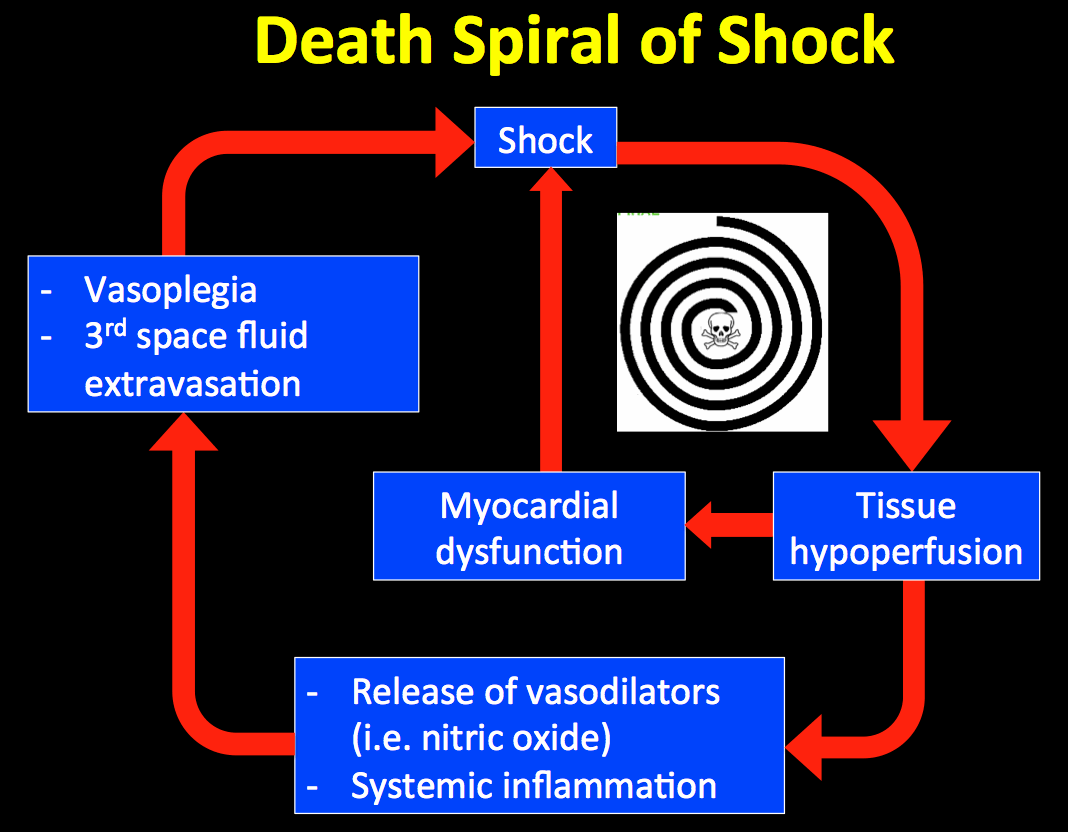 Death Spiral of Shock
Shock
- Vasoplegia
- 3rd space fluid
extravasation
Myocardial
dysfunction
Tissue
hypoperfusion
- Release of vasodilators
(i.e. nitric oxide)
- Systemic inflammation